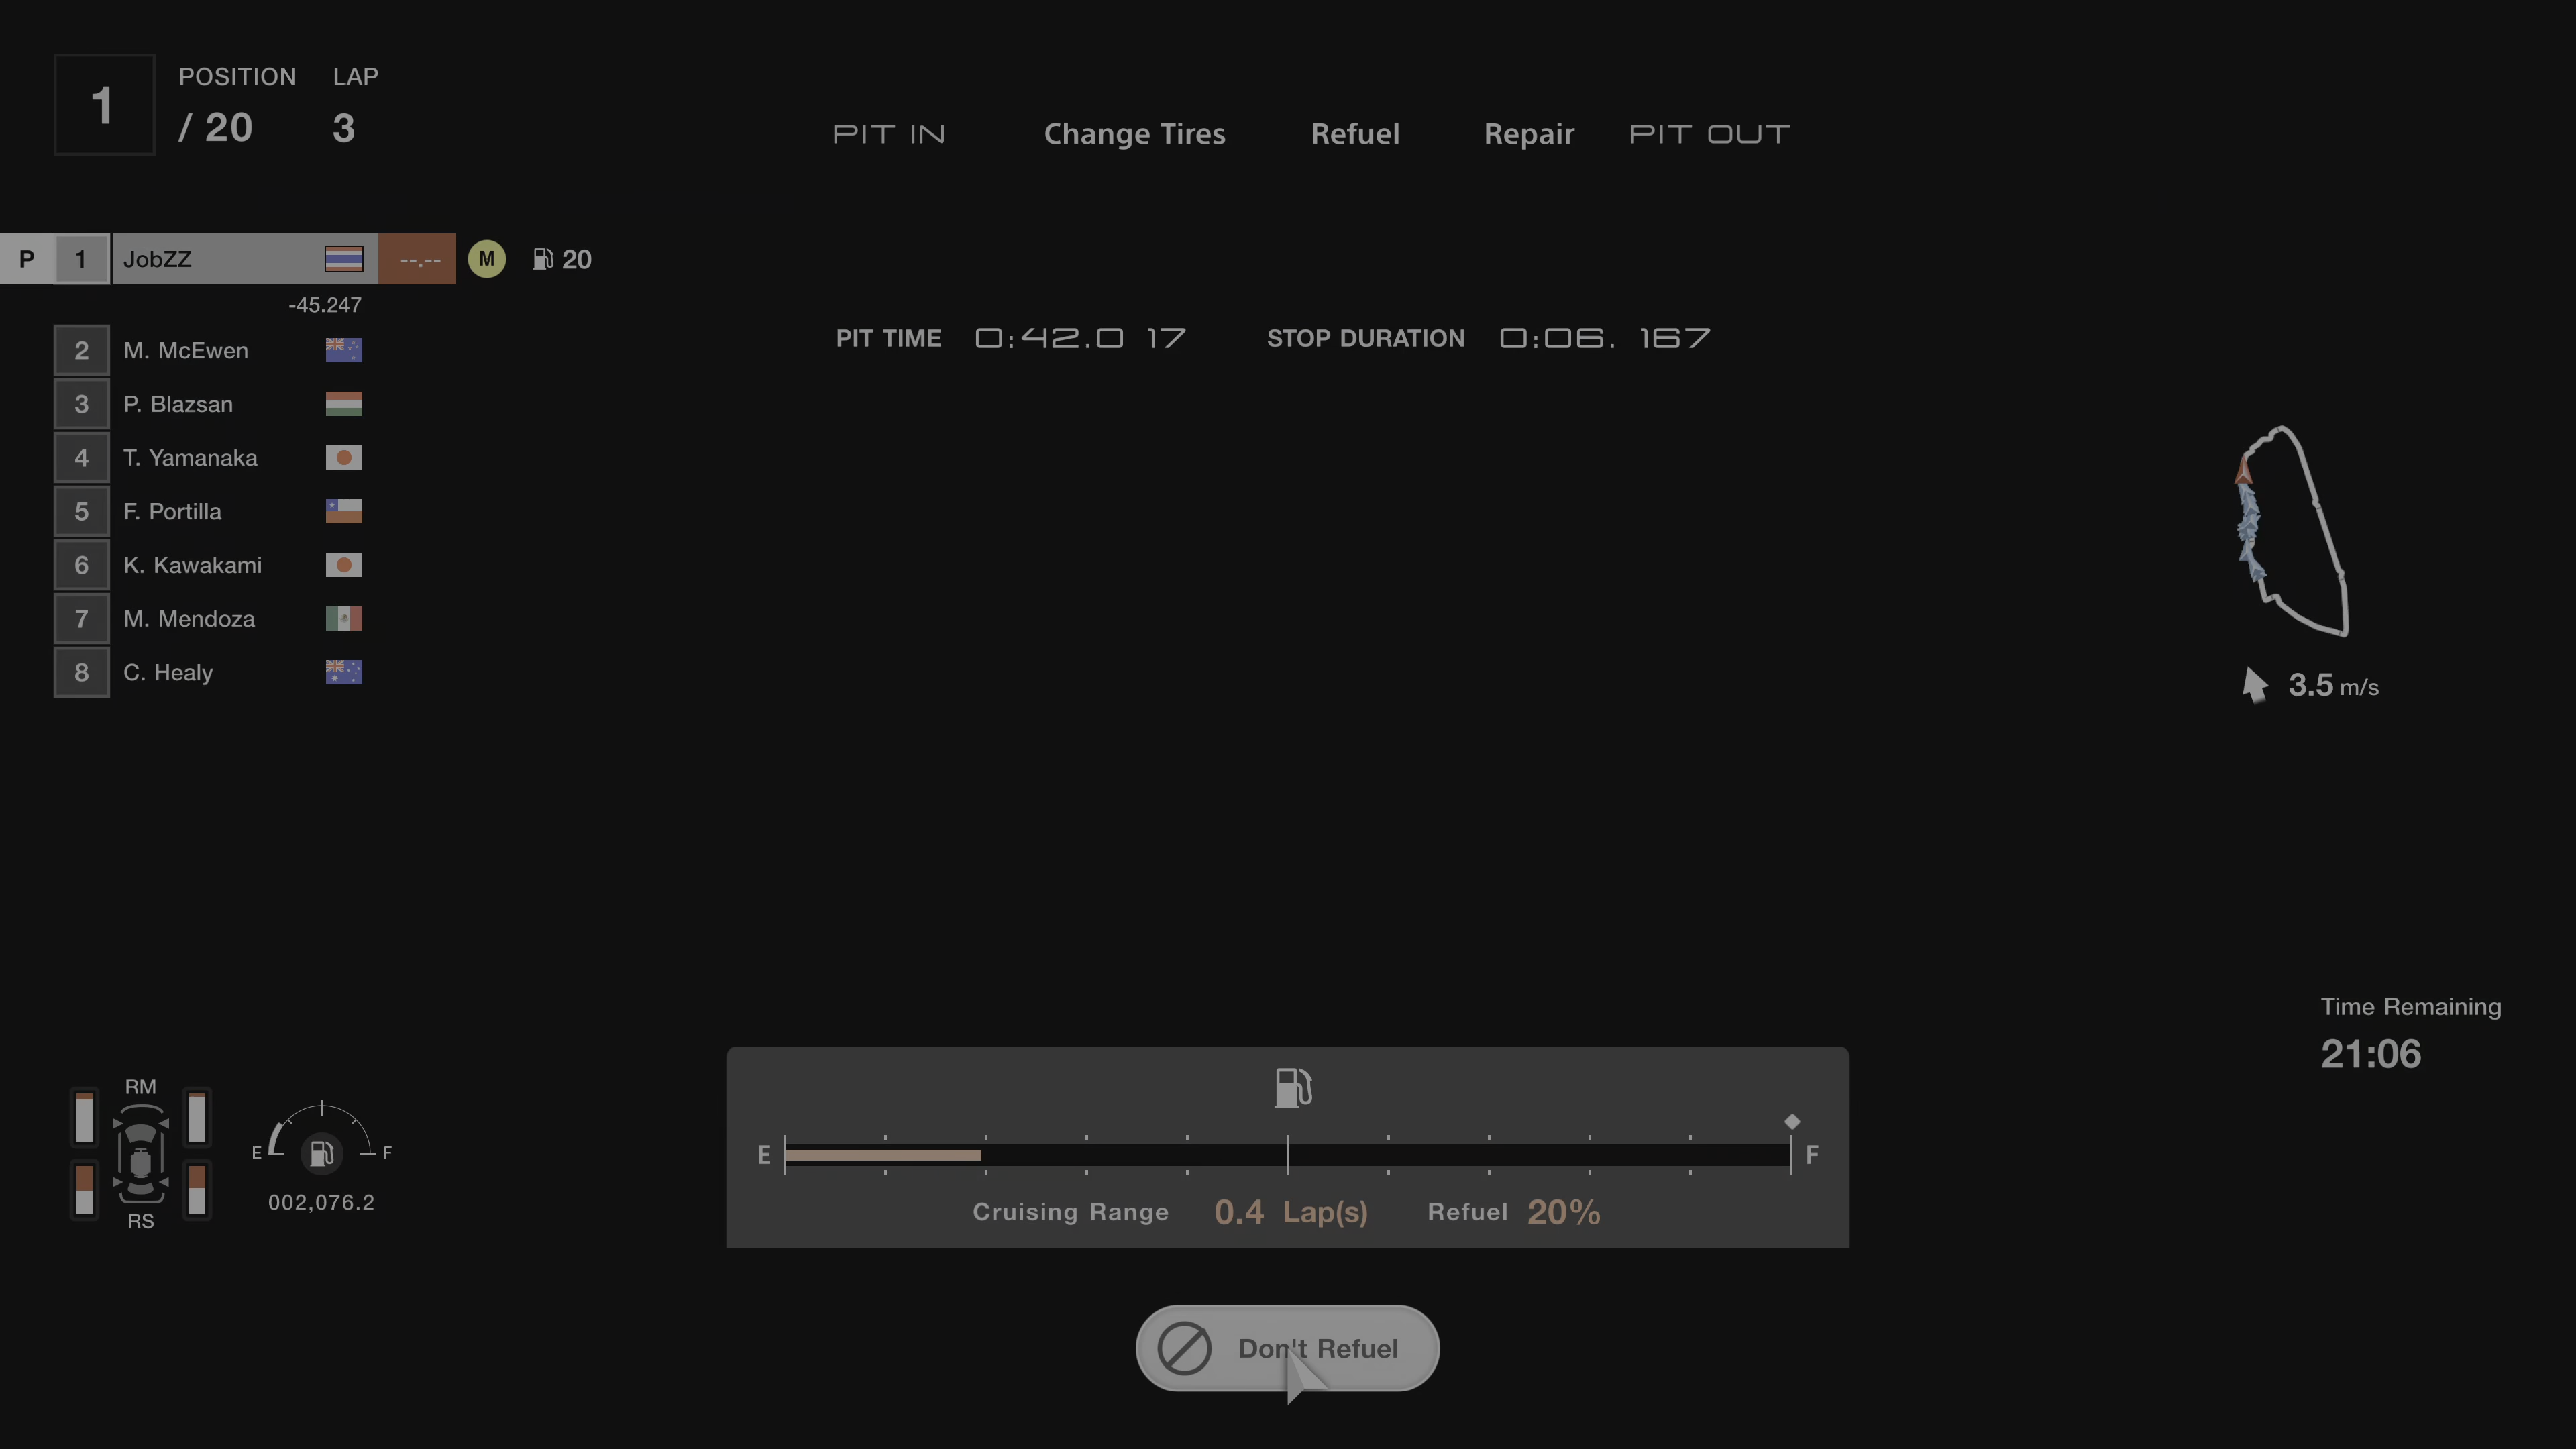 1
POSITION LAP
/ 20 3
PIT IN Change Tires Refuel Repair PIT OUT
P 1 JobZZ --.-- M 20
-45.247
PIT TIME 0:42.0 17 STOP DURATION 0:06. 167
2 M. McEwen
3 P. Blazsan
4 T. Yamanaka
5 F. Portilla
6 K. Kawakami
7 M. Mendoza
8 C. Healy
3.5 m/s
Time Remaining
21:06
RM
RS
E F
002,076.2
E F
Cruising Range 0.4 Lap(s) Refuel 20%
Don't Refuel